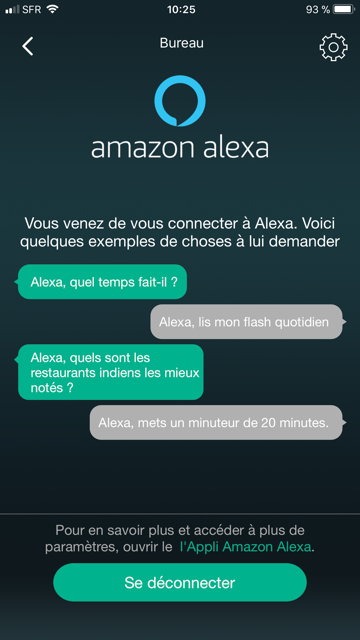 SFR 10:25 93 %
Bureau
amazon alexa
Vous venez de vous connecter à Alexa. Voici
quelques exemples de choses à lui demander
Alexa, quel temps fait-il ?
Alexa, lis mon flash quotidien
Alexa, quels sont les
restaurants indiens les mieux
notés ?
Alexa, mets un minuteur de 20 minutes.
Pour en savoir plus et accéder à plus de
paramètres, ouvrir le l'Appli Amazon Alexa.
Se déconnecter